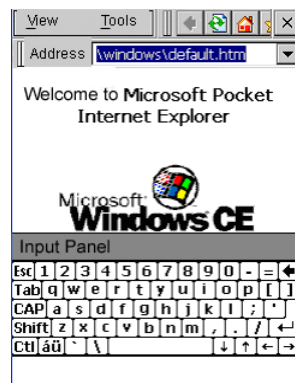 View Tools
Address \windows\default.htm
Welcome to Microsoft Pocket
Internet Explorer
Microsoft
Windows CE
Input Panel
Esc 1 2 3 4 5 6 7 8 9 0 - =
Tab q w e r t y u i o p [ ]
CAP a s d f g h j k l ; '
Shift z x c v b n m , . /
Ctl áü ` \